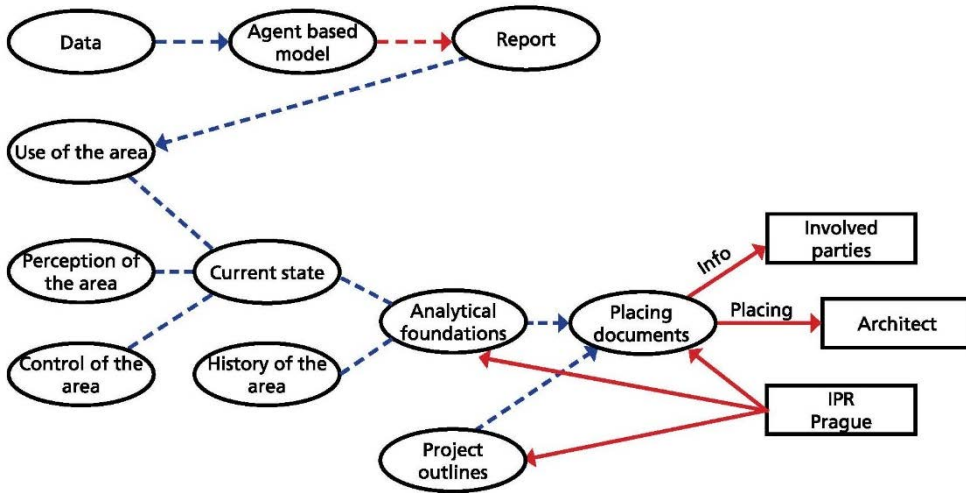 Data
Agent based
model
Report
Use of the area
Perception of
the area
Current state
Control of the
area
History of the
area
Analytical
foundations
Placing
documents
Info
Placing
Involved
parties
Architect
IPR
Prague
Project
outlines